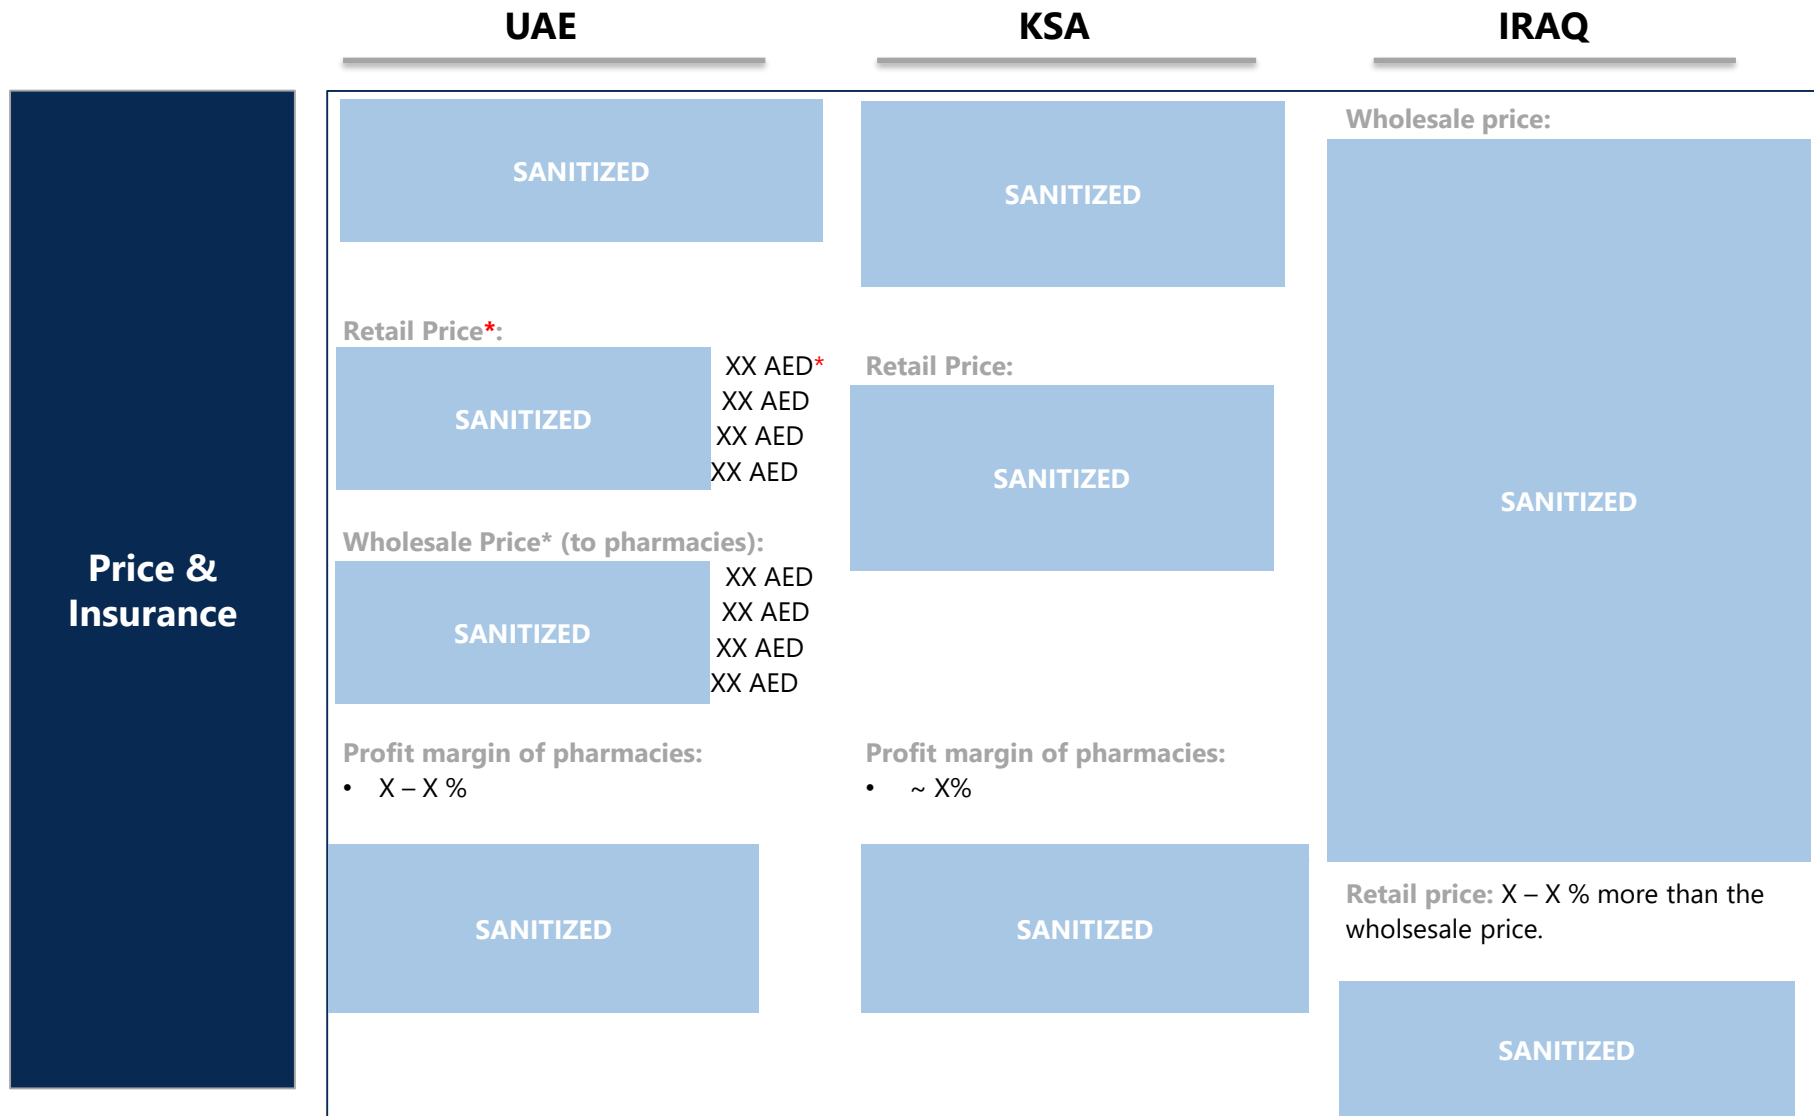 UAE
KSA
IRAQ
Price &
Insurance
SANITIZED
Retail Price*:
SANITIZED
XX AED*
XX AED
XX AED
XX AED
Wholesale Price* (to pharmacies):
SANITIZED
XX AED
XX AED
XX AED
XX AED
Profit margin of pharmacies:
• X – X %
SANITIZED
SANITIZED
Retail Price:
SANITIZED
Profit margin of pharmacies:
• ~ X%
SANITIZED
Wholesale price:
SANITIZED
Retail price: X – X % more than the
wholsesale price.
SANITIZED